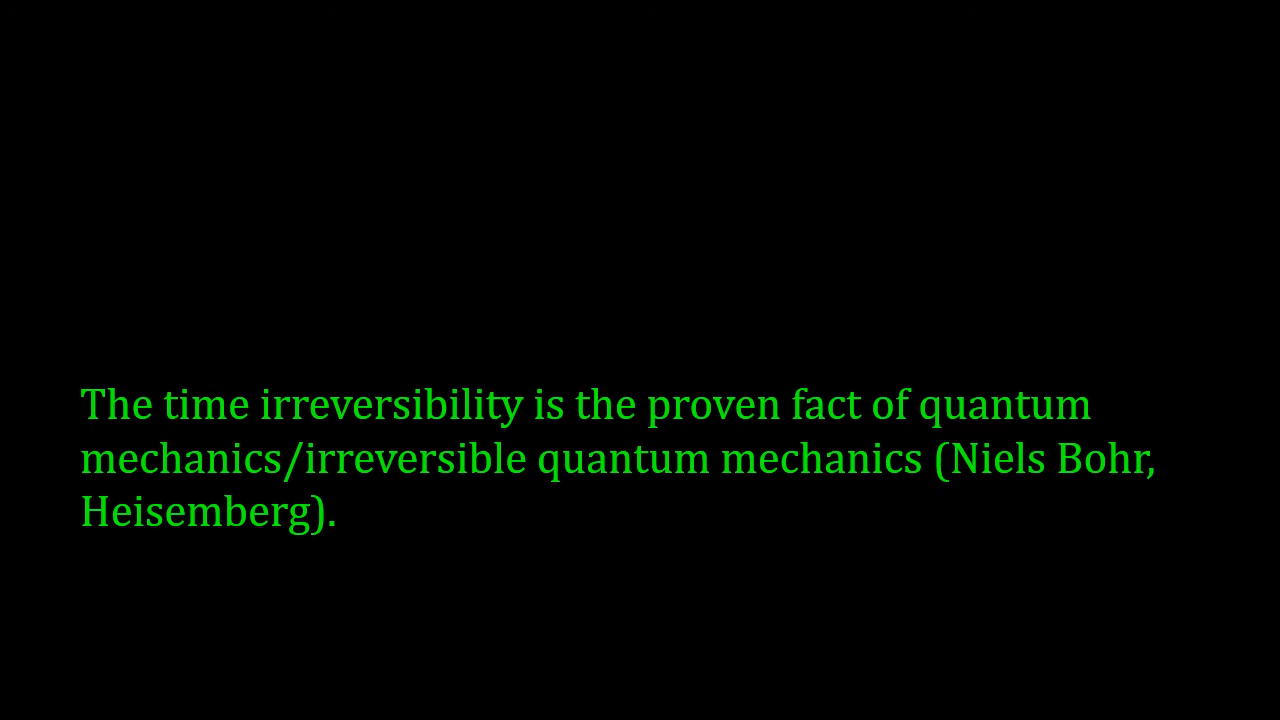 The time irreversibility is the proven fact of quantum
mechanics/irreversible quantum mechanics (Niels Bohr,
Heisemberg).